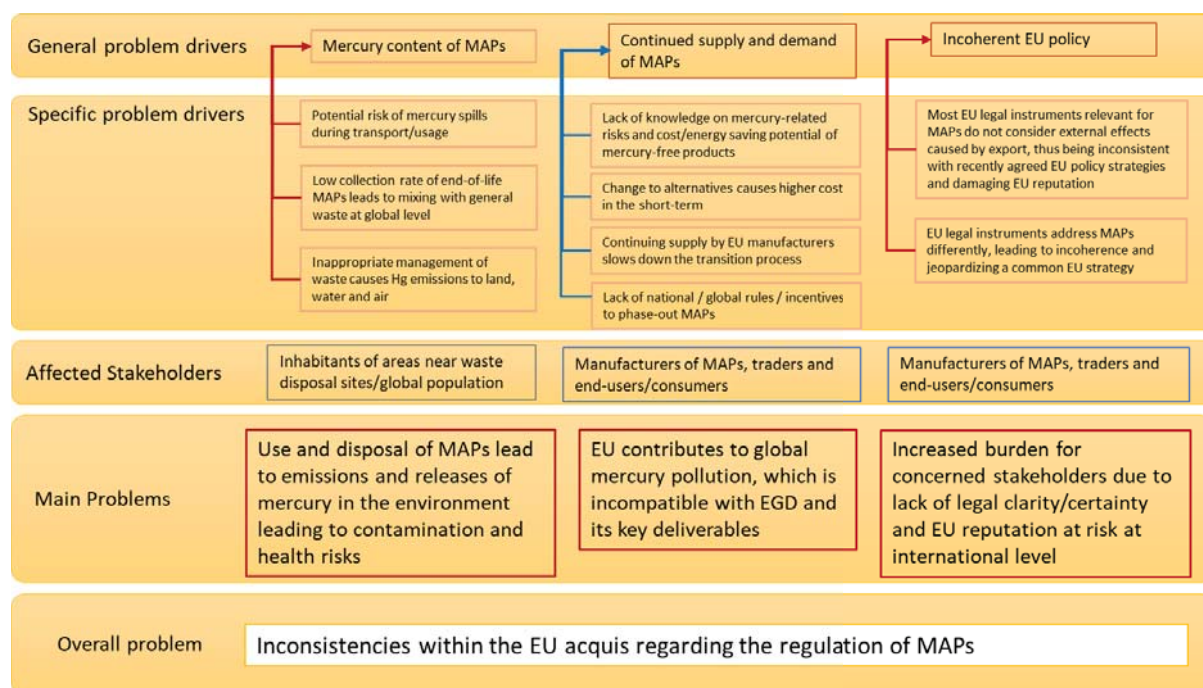 General problem drivers
Mercury content of MAPs
Continued supply and demand
of MAPs
Incoherent EU policy
Specific problem drivers
Potential risk of mercury spills
during transport/usage
Low collection rate of end-of-life
MAPs leads to mixing with general
waste at global level
Inappropriate management of
waste causes Hg emissions to land,
water and air
Lack of knowledge on mercury-related
risks and cost/energy saving potential of
mercury-free products
Change to alternatives causes higher cost
in the short-term
Continuing supply by EU manufacturers
slows down the transition process
Lack of national / global rules / incentives
to phase-out MAPs
Most EU legal instruments relevant for
MAPs do not consider external effects
caused by export, thus being inconsistent
with recently agreed EU policy strategies
and damaging EU reputation
EU legal instruments address MAPs
differently, leading to incoherence and
jeopardizing a common EU strategy
Affected Stakeholders
Inhabitants of areas near waste
disposal sites/global population
Manufacturers of MAPs, traders and
end-users/consumers
Manufacturers of MAPs, traders and
end-users/consumers
Main Problems
Use and disposal of MAPs lead
to emissions and releases of
mercury in the environment
leading to contamination and
health risks
EU contributes to global
mercury pollution, which is
incompatible with EGD and
its key deliverables
Increased burden for
concerned stakeholders due to
lack of legal clarity/certainty
and EU reputation at risk at
international level
Overall problem
Inconsistencies within the EU acquis regarding the regulation of MAPs